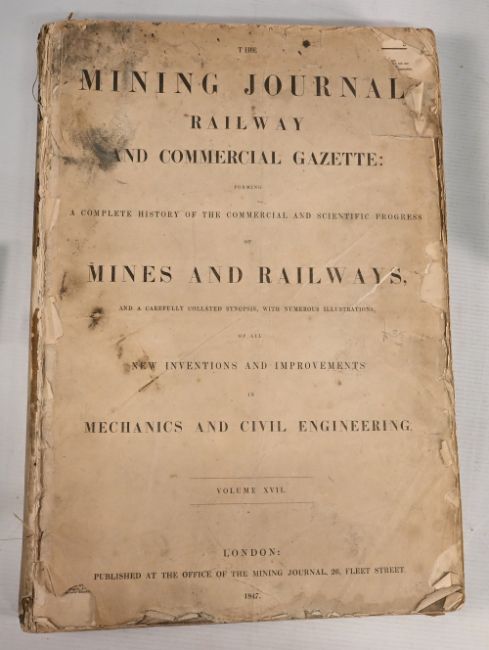 THE
MINING JOURNAL
RAILWAY
AND COMMERCIAL GAZETTE:
FORMING
A COMPLETE HISTORY OF THE COMMERCIAL AND SCIENTIFIC PROGRESS
OF
MINES AND RAILWAYS,
AND A CAREFULLY COLLATED SYNOPSIS, WITH NUMEROUS ILLUSTRATIONS,
OF ALL
NEW INVENTIONS AND IMPROVEMENTS
IN
MECHANICS AND CIVIL ENGINEERING.
VOLUME XVII.
LONDON:
PUBLISHED AT THE OFFICE OF THE MINING JOURNAL, 26, FLEET STREET
1847.